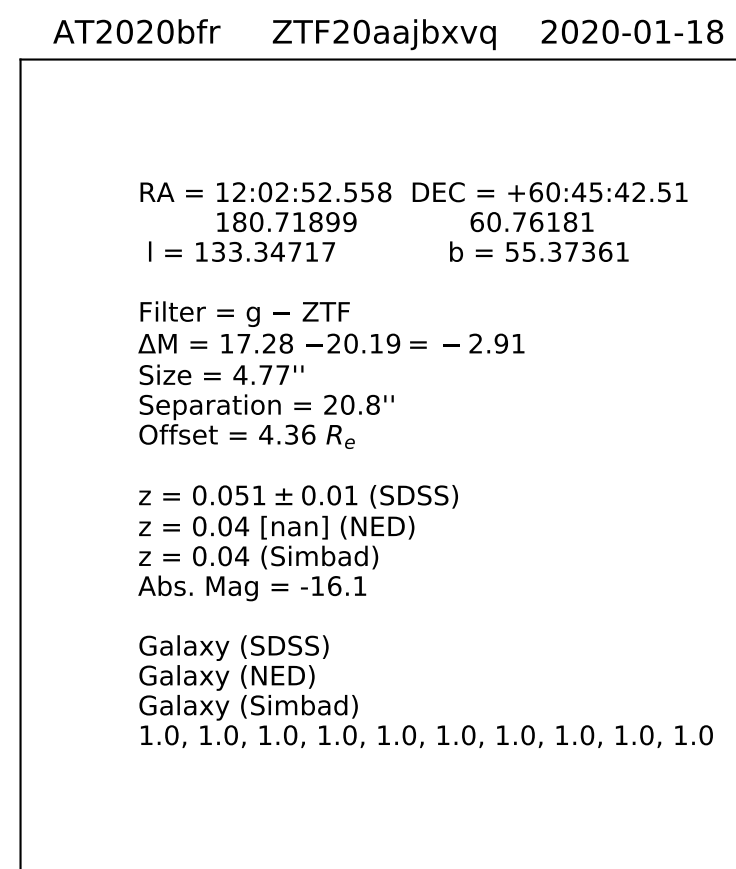 AT2020bfr ZTF20aajbxvq 2020-01-18
RA = 12:02:52.558 DEC = +60:45:42.51
180.71899 60.76181
l = 133.34717 b = 55.37361
Filter = g − ZTF
ΔM = 17.28 −20.19 = −2.91
Size = 4.77''
Separation = 20.8''
Offset = 4.36 Rₑ
z = 0.051 ± 0.01 (SDSS)
z = 0.04 [nan] (NED)
z = 0.04 (Simbad)
Abs. Mag = -16.1
Galaxy (SDSS)
Galaxy (NED)
Galaxy (Simbad)
1.0, 1.0, 1.0, 1.0, 1.0, 1.0, 1.0, 1.0, 1.0, 1.0